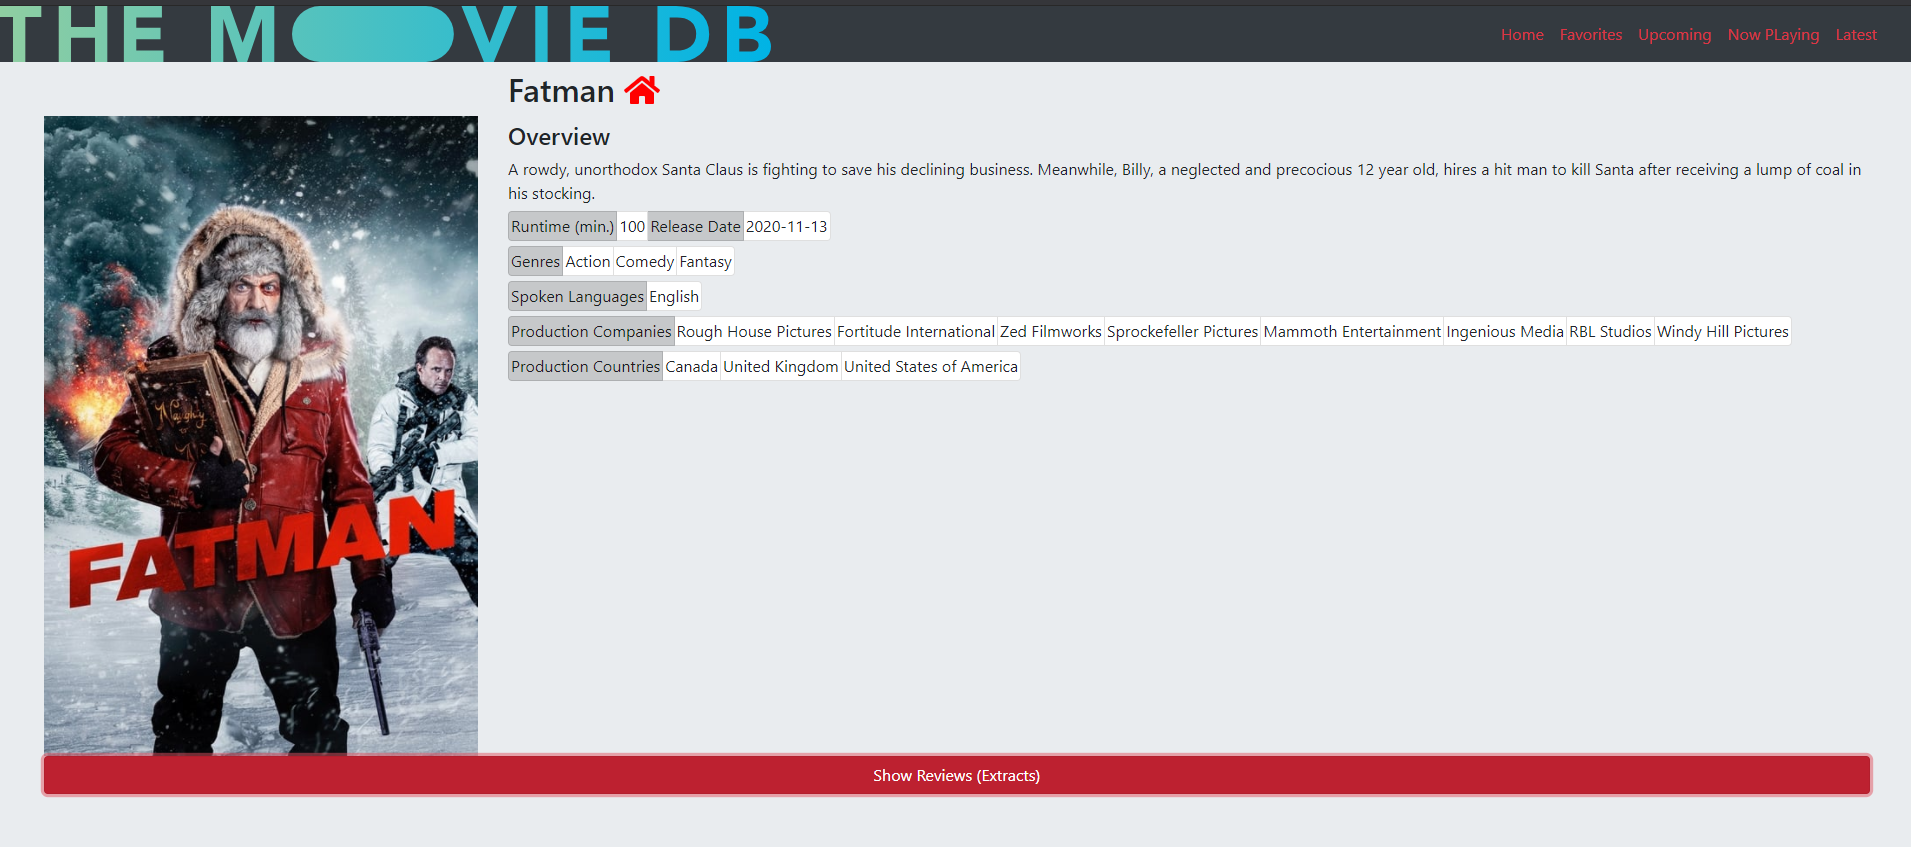 THE MOVIE DB
Home Favorites Upcoming Now PLaying Latest
Fatman
Overview
A rowdy, unorthodox Santa Claus is fighting to save his declining business. Meanwhile, Billy, a neglected and precocious 12 year old, hires a hit man to kill Santa after receiving a lump of coal in
his stocking.
Runtime (min.) 100 Release Date 2020-11-13
Genres Action Comedy Fantasy
Spoken Languages English
Production Companies Rough House Pictures Fortitude International Zed Filmworks Sprockefeller Pictures Mammoth Entertainment Ingenious Media RBL Studios Windy Hill Pictures
Production Countries Canada United Kingdom United States of America
Naughty
or
FATMAN
Show Reviews (Extracts)